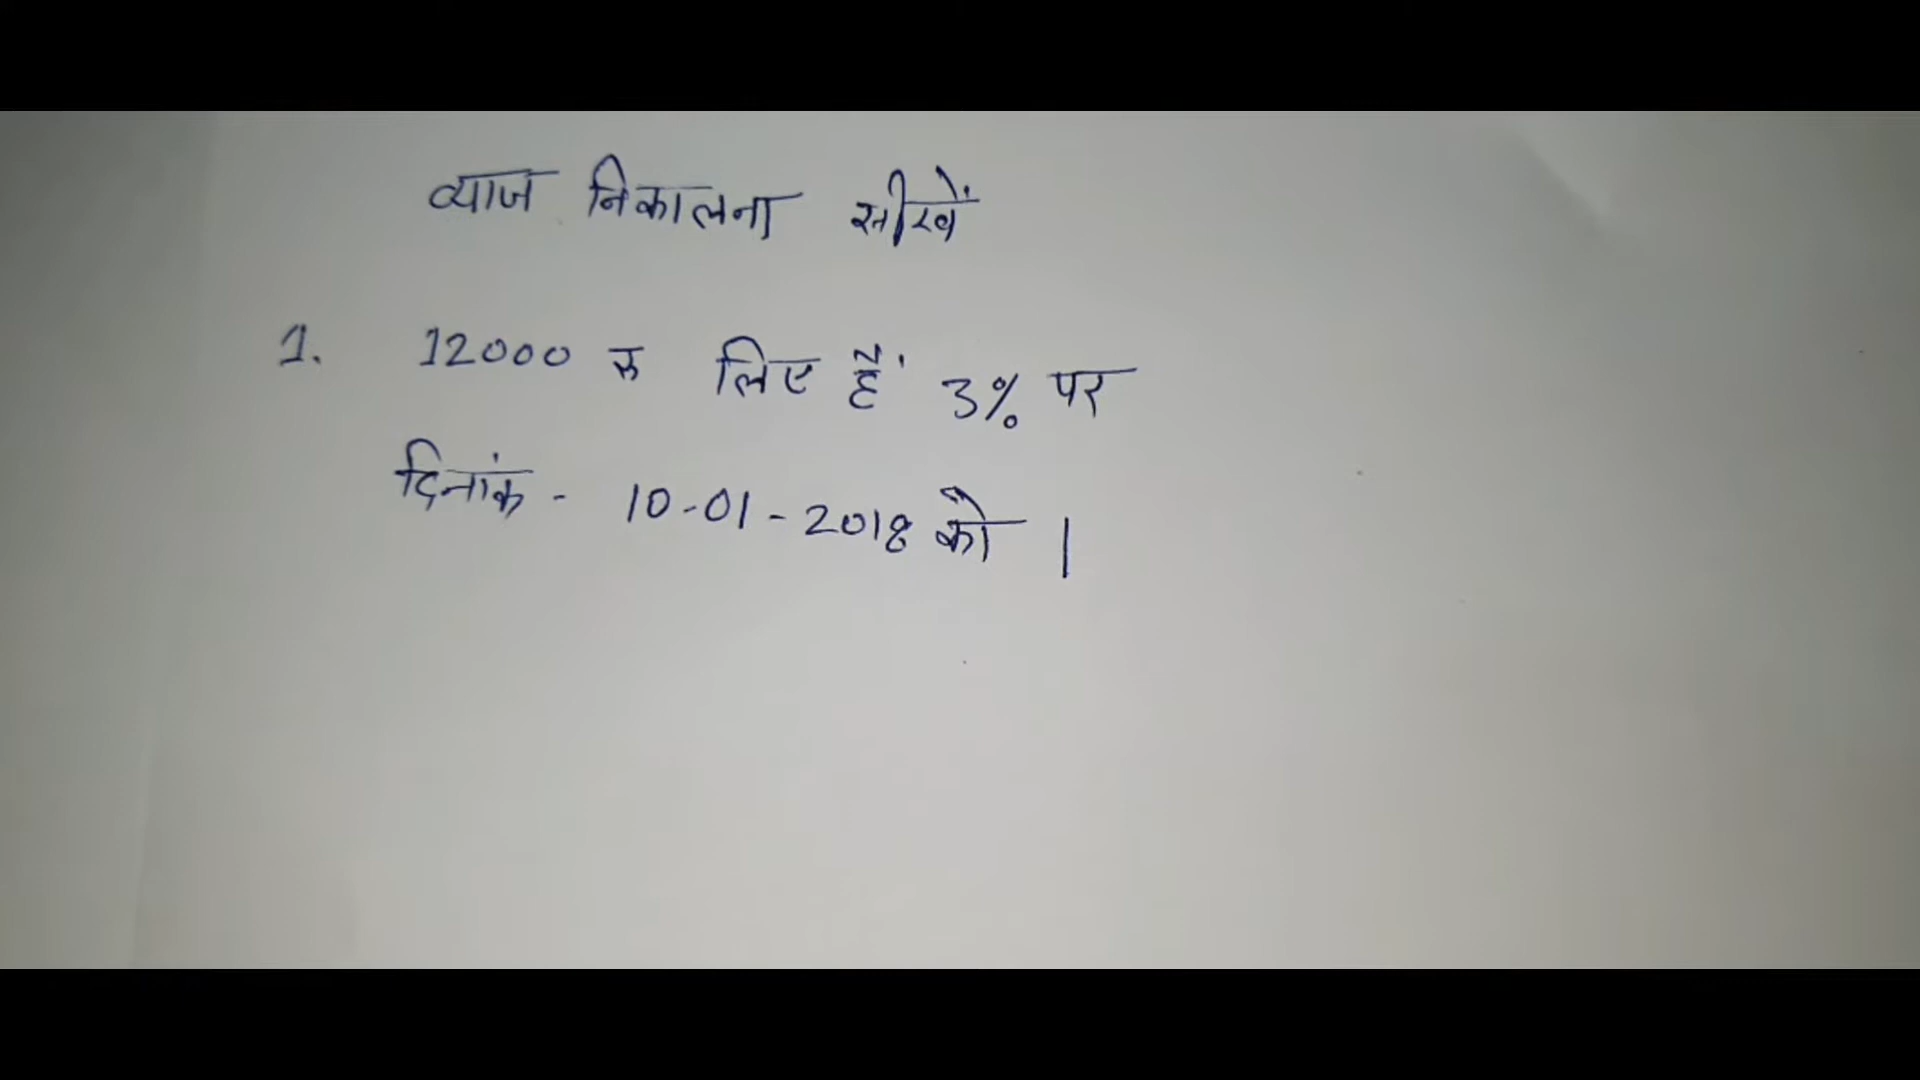 व्याज निकालना सीखें
1. 12000 रु लिए हैं 3% पर
दिनांक - 10-01-2018 को |